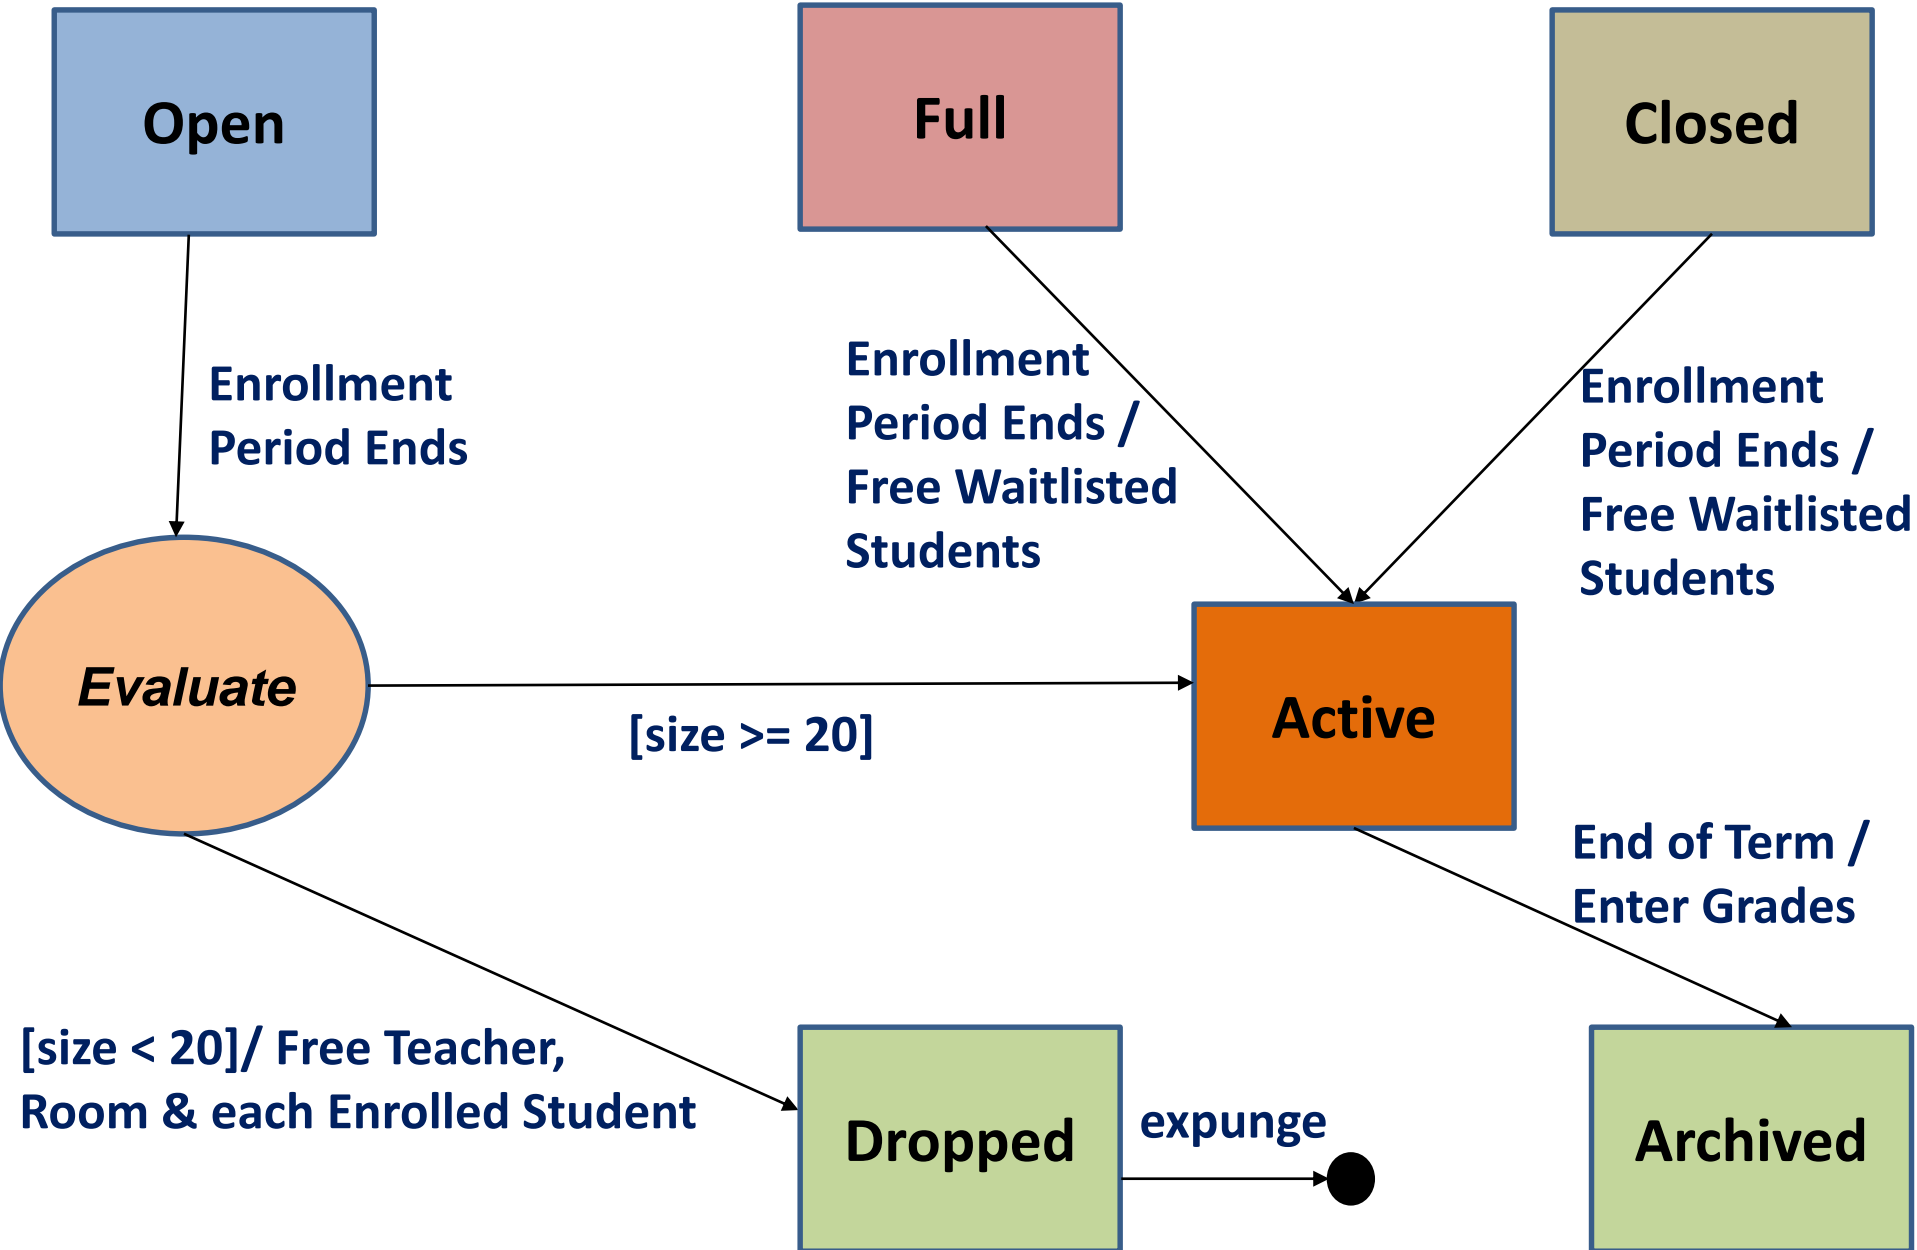 Open
Full
Closed
Enrollment
Period Ends
Enrollment
Period Ends /
Free Waitlisted
Students
Enrollment
Period Ends /
Free Waitlisted
Students
Evaluate
[size >= 20]
Active
End of Term /
Enter Grades
[size < 20]/ Free Teacher,
Room & each Enrolled Student
Dropped
expunge
Archived